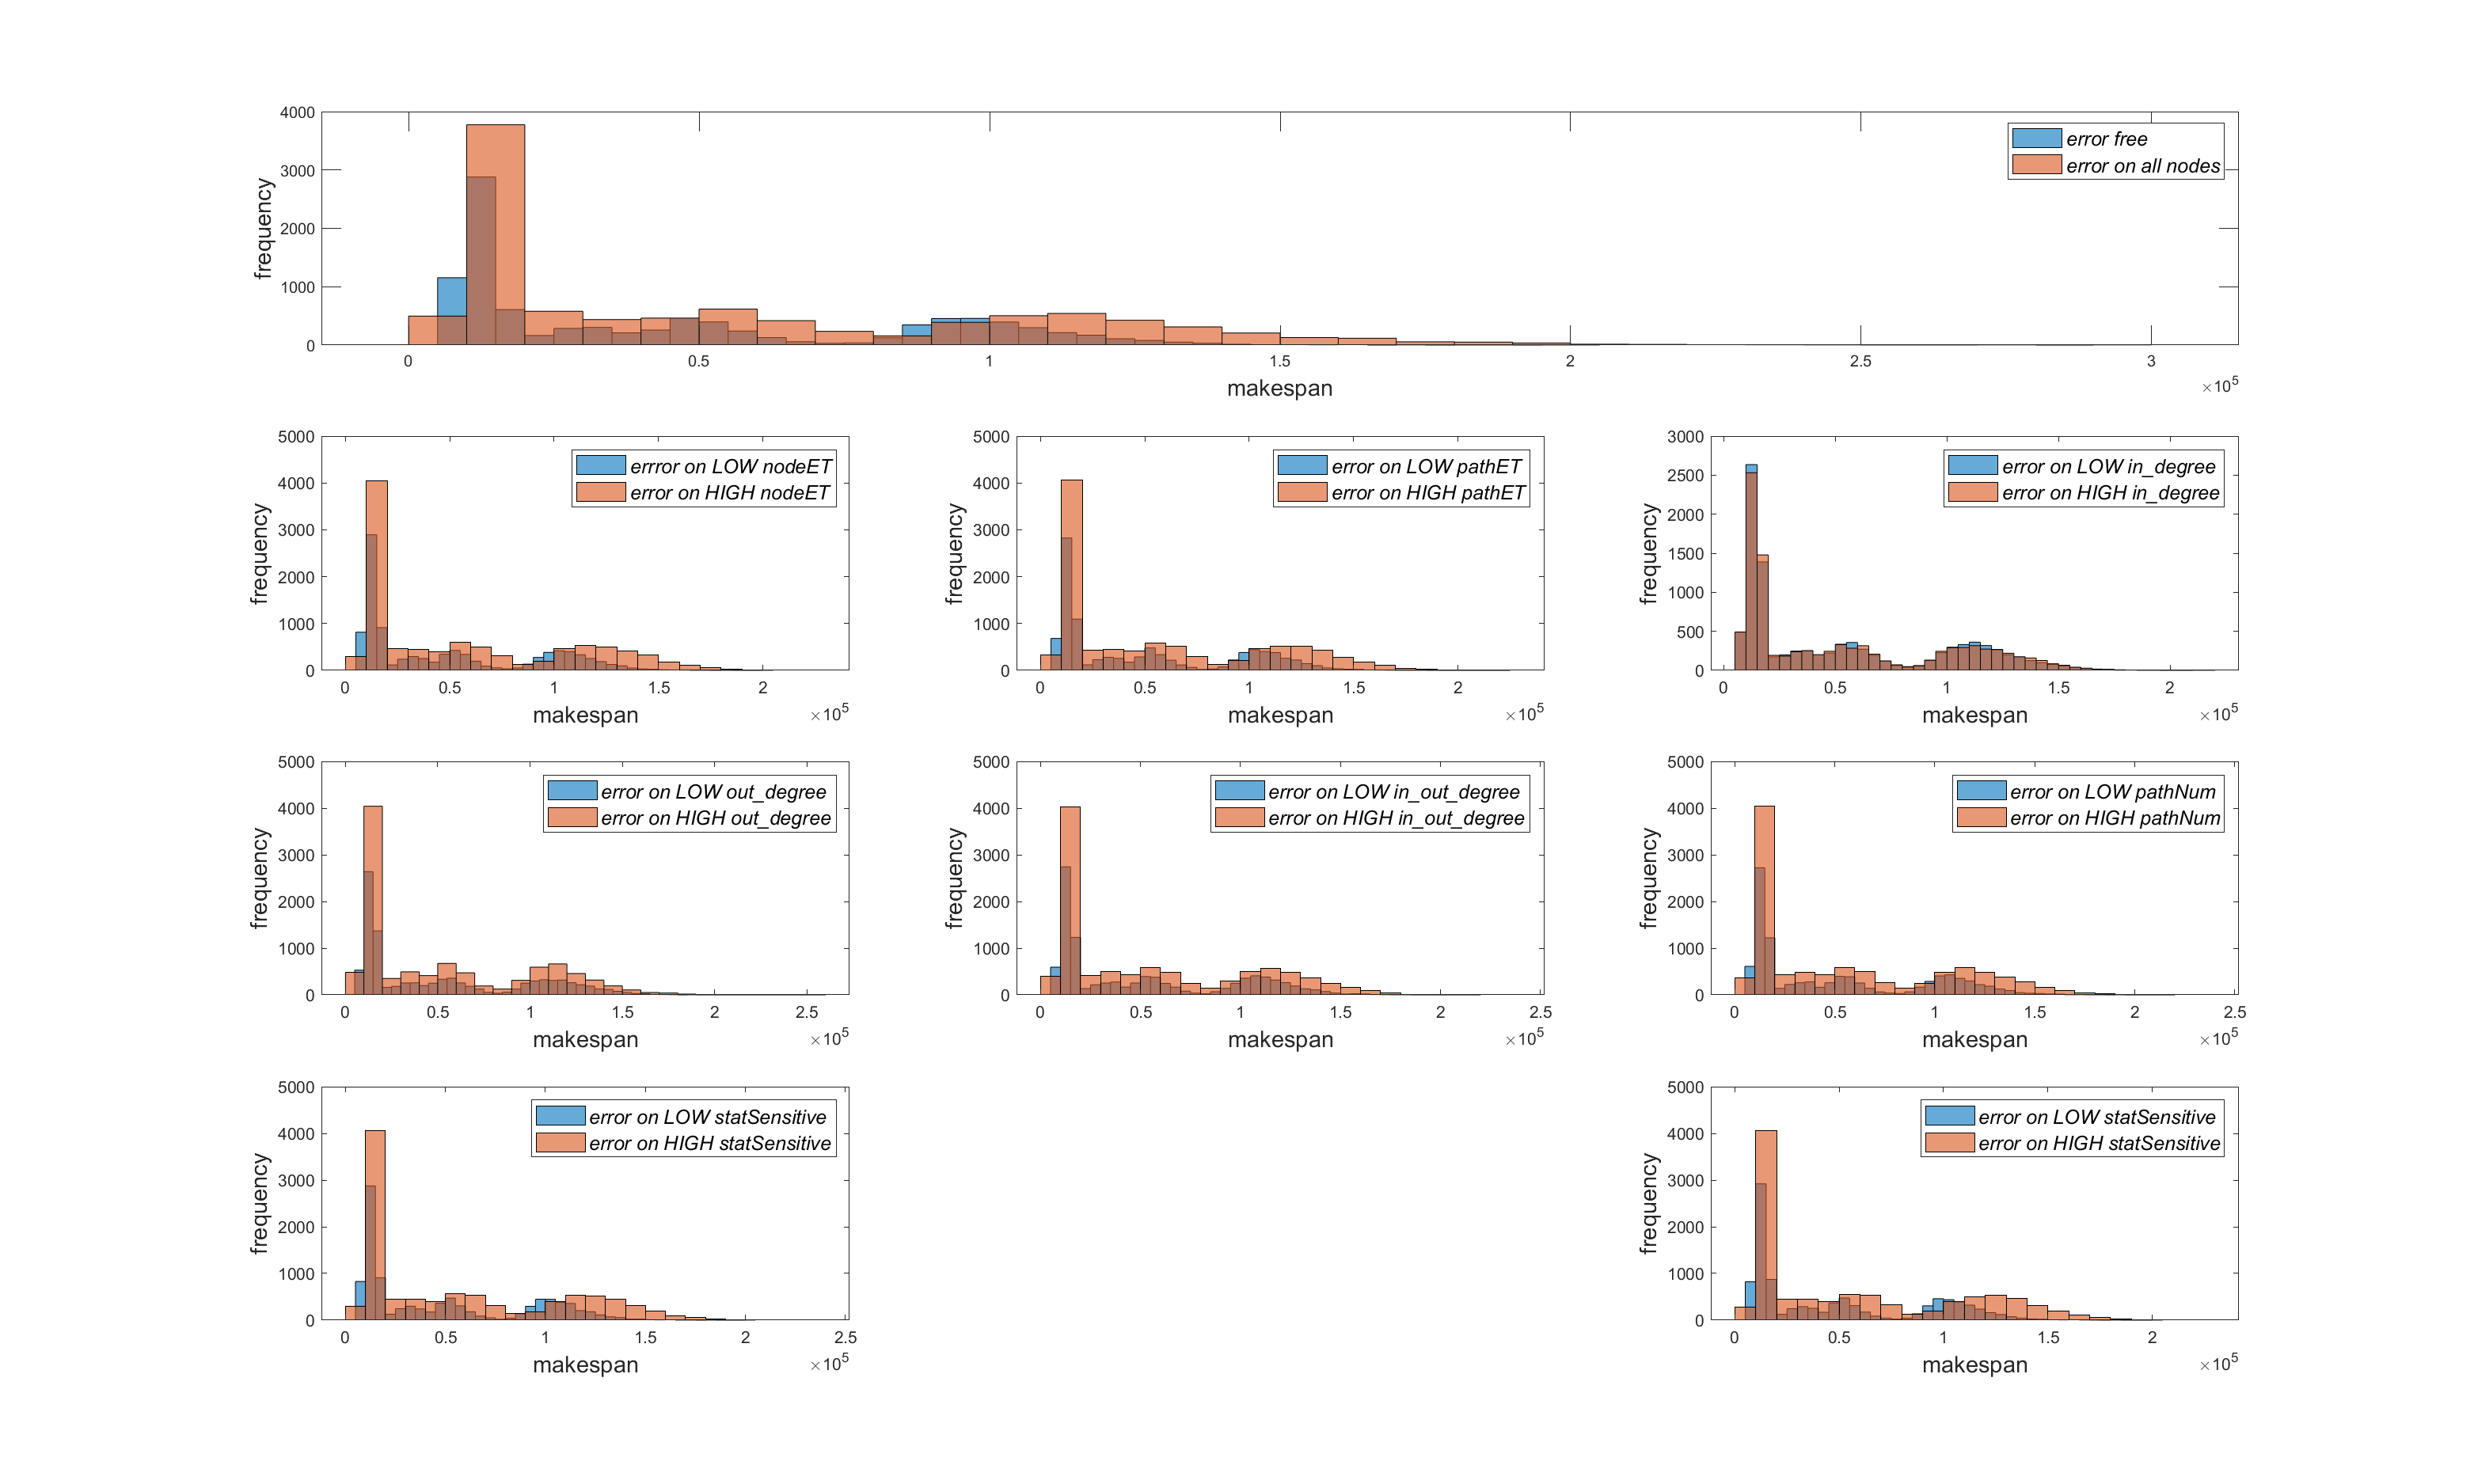 4000
3000
2000
1000
0
frequency
error free
error on all nodes
0 0.5 1 1.5 2 2.5 3
makespan
×10^5
5000
4000
3000
2000
1000
0
frequency
errror on LOW nodeET
error on HIGH nodeET
0 0.5 1 1.5 2
makespan
×10^5
5000
4000
3000
2000
1000
0
frequency
error on LOW pathET
error on HIGH pathET
0 0.5 1 1.5 2
makespan
×10^5
3000
2500
2000
1500
1000
500
0
frequency
error on LOW in_degree
error on HIGH in_degree
0 0.5 1 1.5 2
makespan
×10^5
5000
4000
3000
2000
1000
0
frequency
error on LOW out_degree
error on HIGH out_degree
0 0.5 1 1.5 2 2.5
makespan
×10^5
5000
4000
3000
2000
1000
0
frequency
error on LOW in_out_degree
error on HIGH in_out_degree
0 0.5 1 1.5 2 2.5
makespan
×10^5
5000
4000
3000
2000
1000
0
frequency
error on LOW pathNum
error on HIGH pathNum
0 0.5 1 1.5 2 2.5
makespan
×10^5
5000
4000
3000
2000
1000
0
frequency
error on LOW statSensitive
error on HIGH statSensitive
0 0.5 1 1.5 2 2.5
makespan
×10^5
5000
4000
3000
2000
1000
0
frequency
error on LOW statSensitive
error on HIGH statSensitive
0 0.5 1 1.5 2
makespan
×10^5